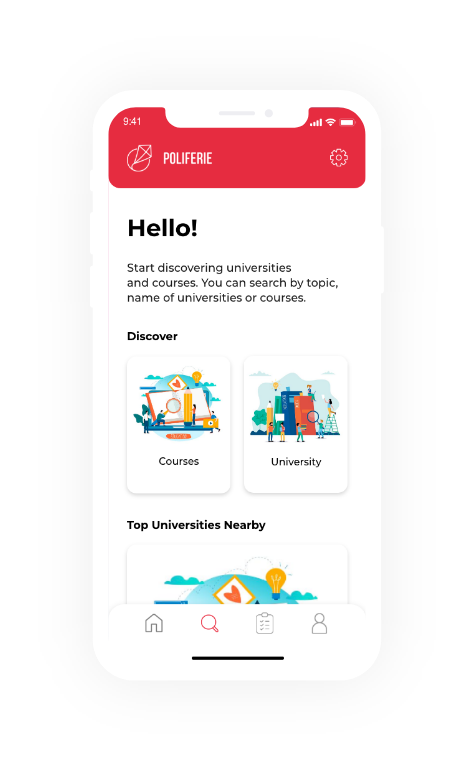 9:41
POLIFERIE
Hello!
Start discovering universities
and courses. You can search by topic,
name of universities or courses.
Discover
Courses
University
Top Universities Nearby